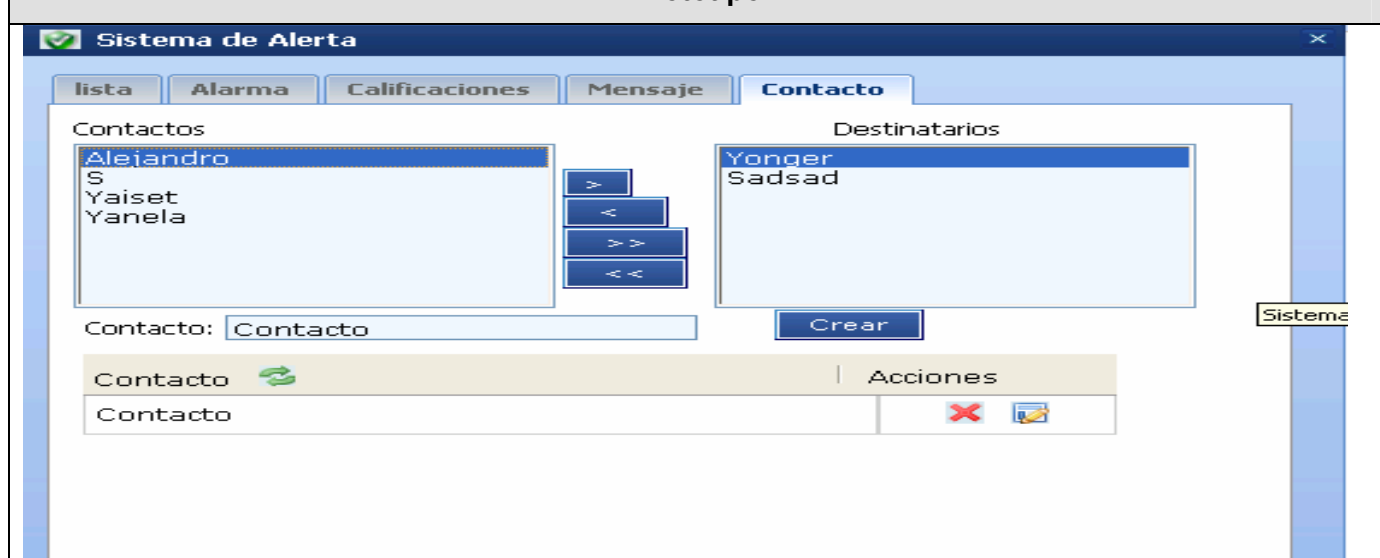 Sistema de Alerta
lista Alarma Calificaciones Mensaje Contacto
Contactos Destinatarios
Alejandro
S
Yaiset
Yanela
>
<
>>
<<
Yonger
Sadsad
Contacto: Contacto Crear
Sistema
Contacto Acciones
Contacto